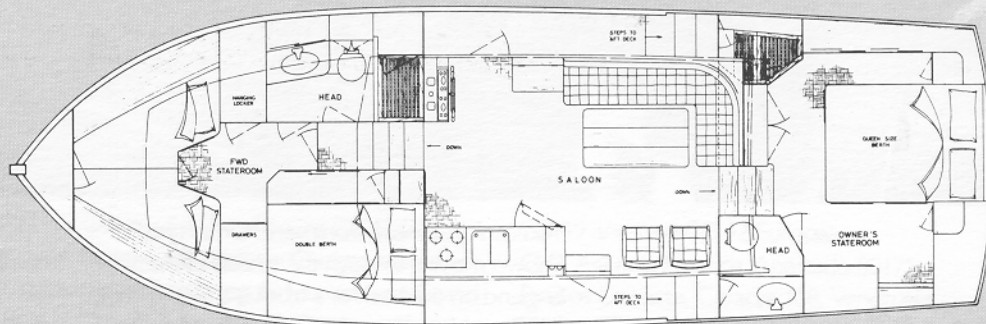 STEPS TO
AFT DECK
HANGING
LOCKER
HEAD
DOWN
FWD
STATEROOM
QUEEN SIZE
BERTH
SALOON
DOWN
DRAWERS
DOUBLE BERTH
HEAD
OWNER'S
STATEROOM
STEPS TO
AFT DECK